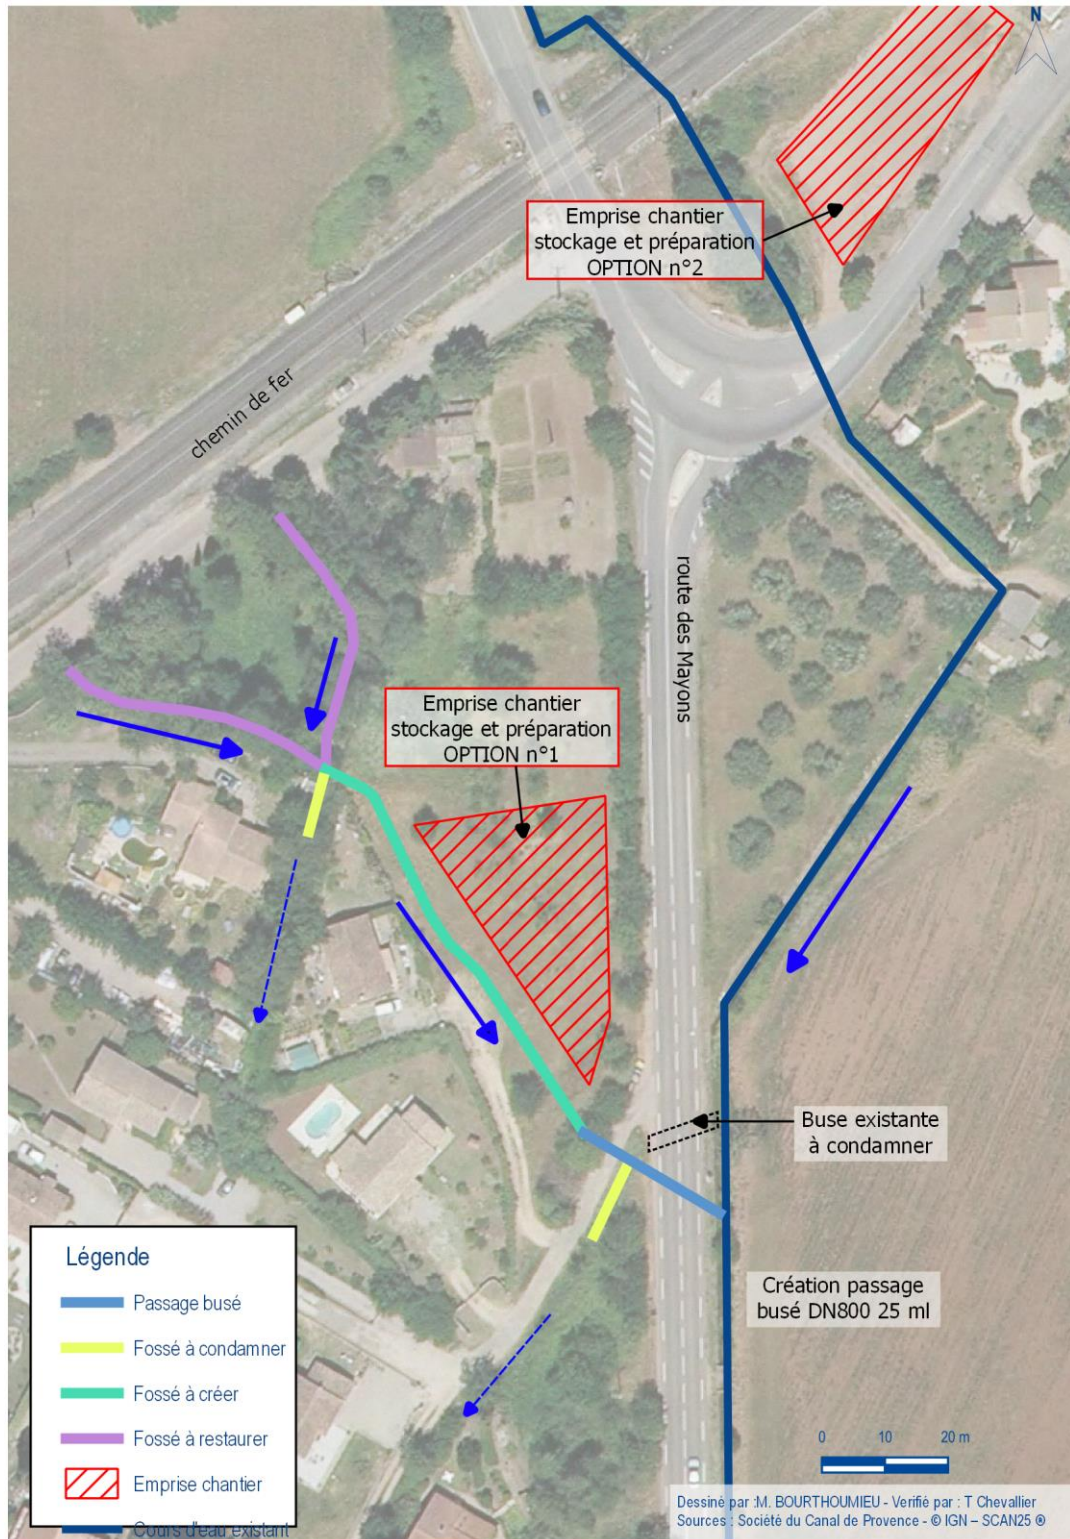 N
Emprise chantier
stockage et préparation
OPTION n°2
chemin de fer
route des Mayons
Emprise chantier
stockage et préparation
OPTION n°1
Buse existante
à condamner
Création passage
busé DN800 25 ml
Légende
Passage busé
Fossé à condamner
Fossé à créer
Fossé à restaurer
Emprise chantier
Cours d'eau existant
0 10 20 m
Dessiné par :M. BOURTHOUMIEU - Verifié par : T Chevallier
Sources : Société du Canal de Provence - © IGN – SCAN25 ®